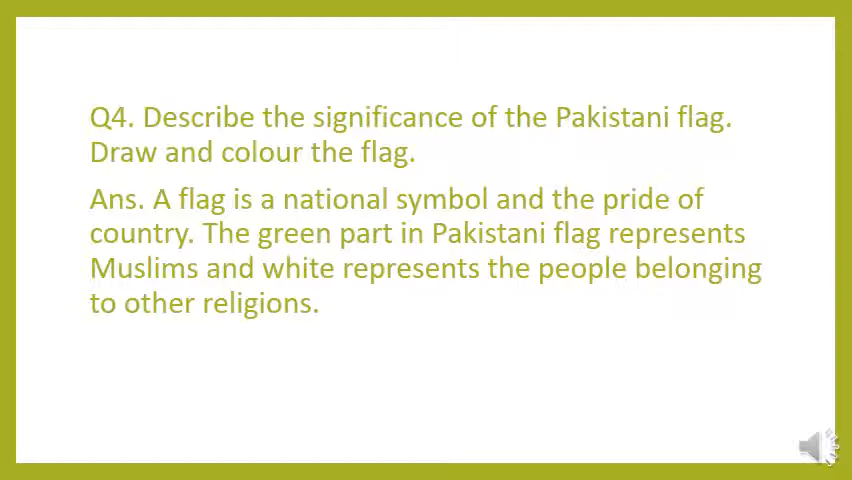 Q4. Describe the significance of the Pakistani flag.
Draw and colour the flag.
Ans. A flag is a national symbol and the pride of
country. The green part in Pakistani flag represents
Muslims and white represents the people belonging
to other religions.